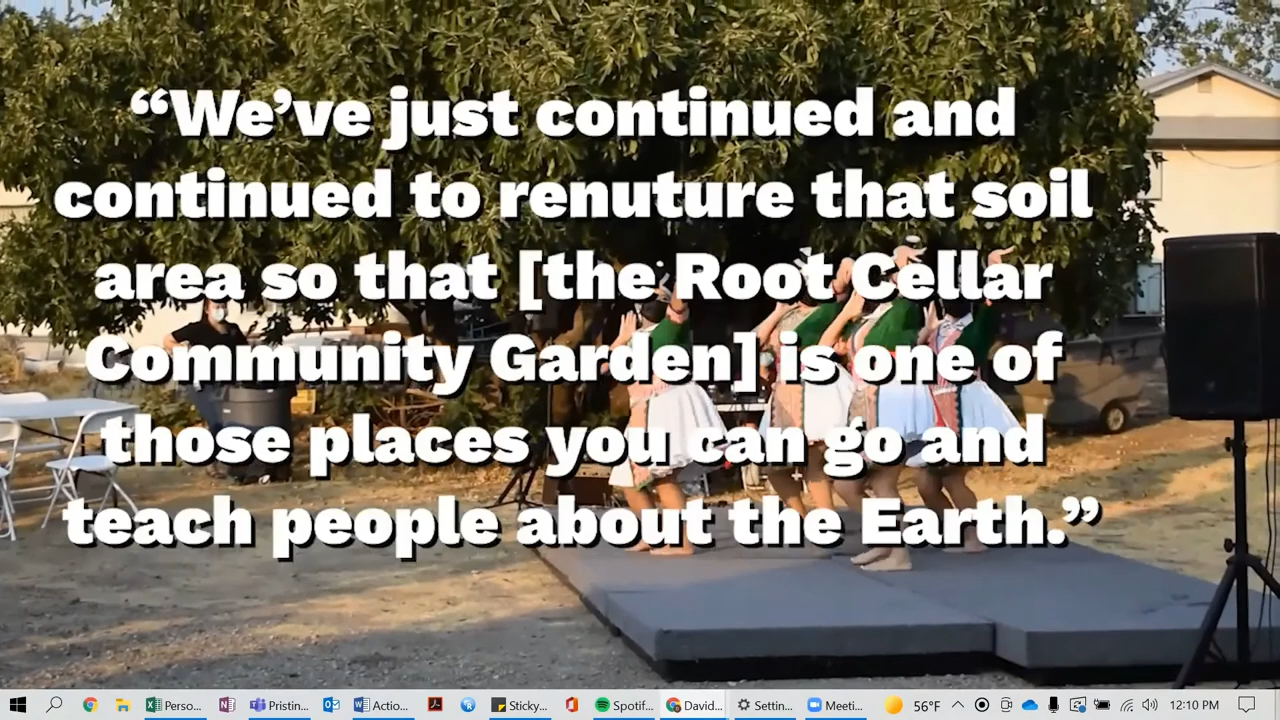 “We’ve just continued and
continued to renuture that soil
area so that [the Root Cellar
Community Garden] is one of
those places you can go and
teach people about the Earth.”
Perso... Pristin... Actio... Sticky... Spotif... David... Settin... Meeti... 56°F 12:10 PM